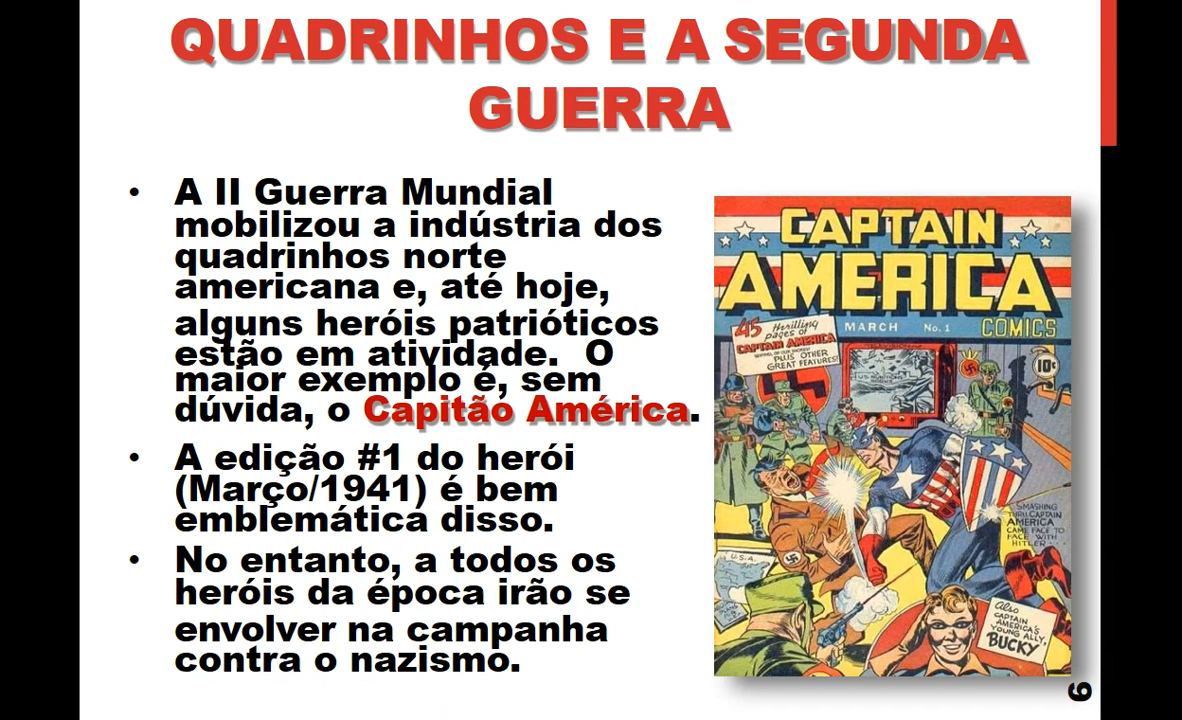 QUADRINHOS E A SEGUNDA
GUERRA
• A II Guerra Mundial
mobilizou a indústria dos
quadrinhos norte
americana e, até hoje,
alguns heróis patrióticos
estão em atividade. O
maior exemplo é, sem
dúvida, o Capitão América.
• A edição #1 do herói
(Março/1941) é bem
emblemática disso.
• No entanto, a todos os
heróis da época irão se
envolver na campanha
contra o nazismo.
CAPTAIN
AMERICA
COMICS
MARCH No. 1
45 thrilling
pages of
CAPTAIN AMERICA
PLUS OTHER
GREAT FEATURES!
10¢
SMASHING
THRU, CAPTAIN
AMERICA
CAME FACE TO
FACE WITH
HITLER...
U.S.A.
Also
CAPTAIN
AMERICA'S
YOUNG ALLY,
BUCKY
6